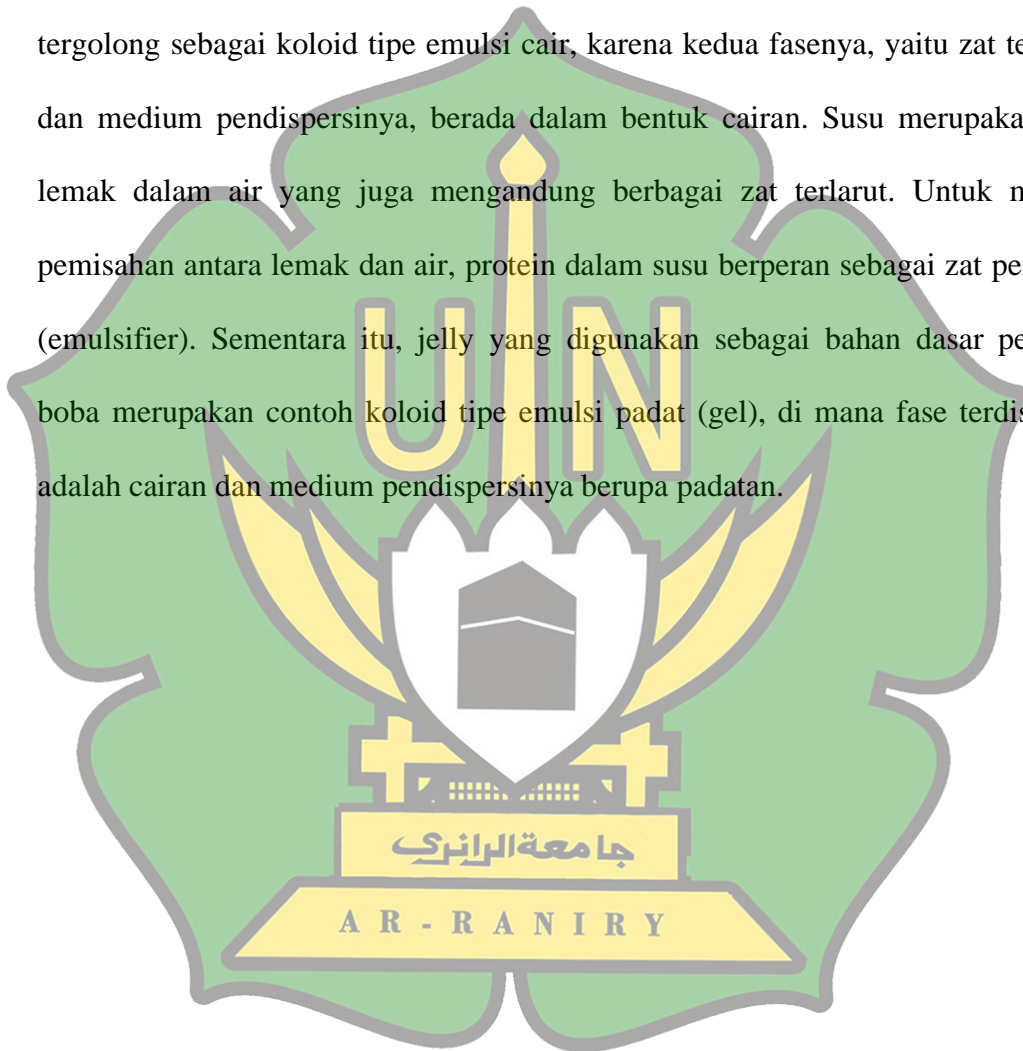 tergolong sebagai koloid tipe emulsi cair, karena kedua fasenya, yaitu zat te
dan medium pendispersinya, berada dalam bentuk cairan. Susu merupaka
lemak dalam air yang juga mengandung berbagai zat terlarut. Untuk m
pemisahan antara lemak dan air, protein dalam susu berperan sebagai zat pe
(emulsifier). Sementara itu, jelly yang digunakan sebagai bahan dasar pe
boba merupakan contoh koloid tipe emulsi padat (gel), di mana fase terdis
adalah cairan dan medium pendispersinya berupa padatan.
UIN
جامعة الرانري
AR-RANIRY